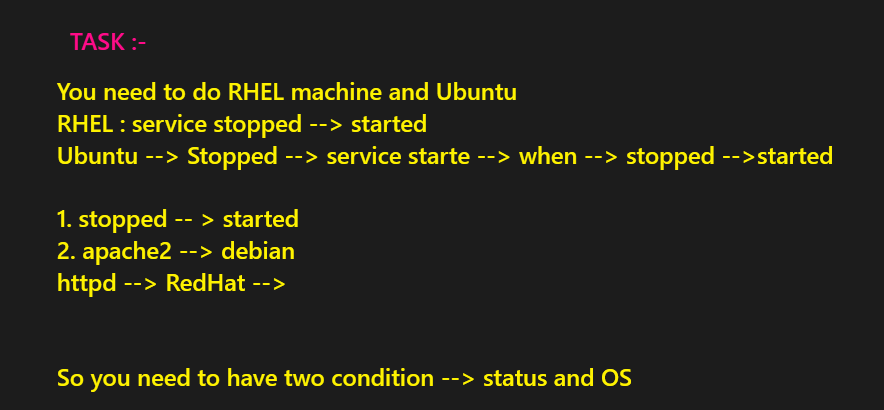 TASK :-
You need to do RHEL machine and Ubuntu
RHEL : service stopped --> started
Ubuntu --> Stopped --> service starte --> when --> stopped -->started
1. stopped -- > started
2. apache2 --> debian
httpd --> RedHat -->
So you need to have two condition --> status and OS